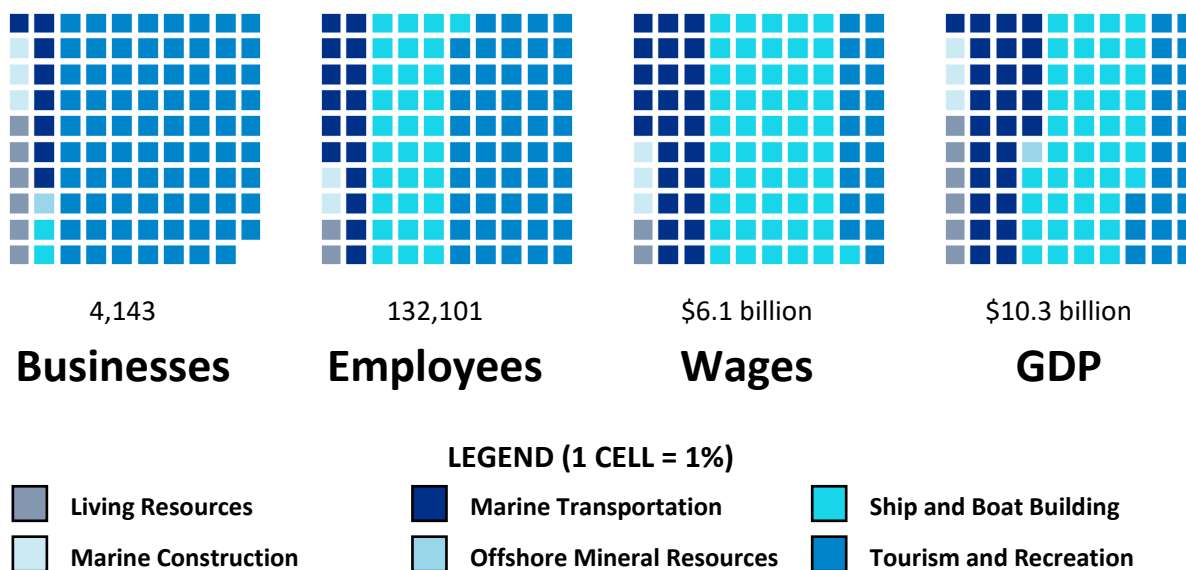 4,143 132,101 $6.1 billion $10.3 billion
Businesses Employees Wages GDP
LEGEND (1 CELL = 1%)
Living Resources Marine Transportation Ship and Boat Building
Marine Construction Offshore Mineral Resources Tourism and Recreation